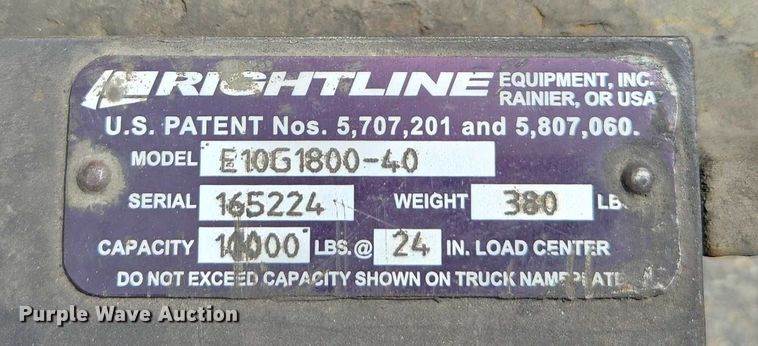 RIGHTLINE EQUIPMENT, INC.
RAINIER, OR USA
U.S. PATENT Nos. 5,707,201 and 5,807,060.
MODEL E10G1800-40
SERIAL 165224 WEIGHT 380 LB
CAPACITY 10000 LBS.@ 24 IN. LOAD CENTER
DO NOT EXCEED CAPACITY SHOWN ON TRUCK NAMEPLATE
Purple Wave Auction